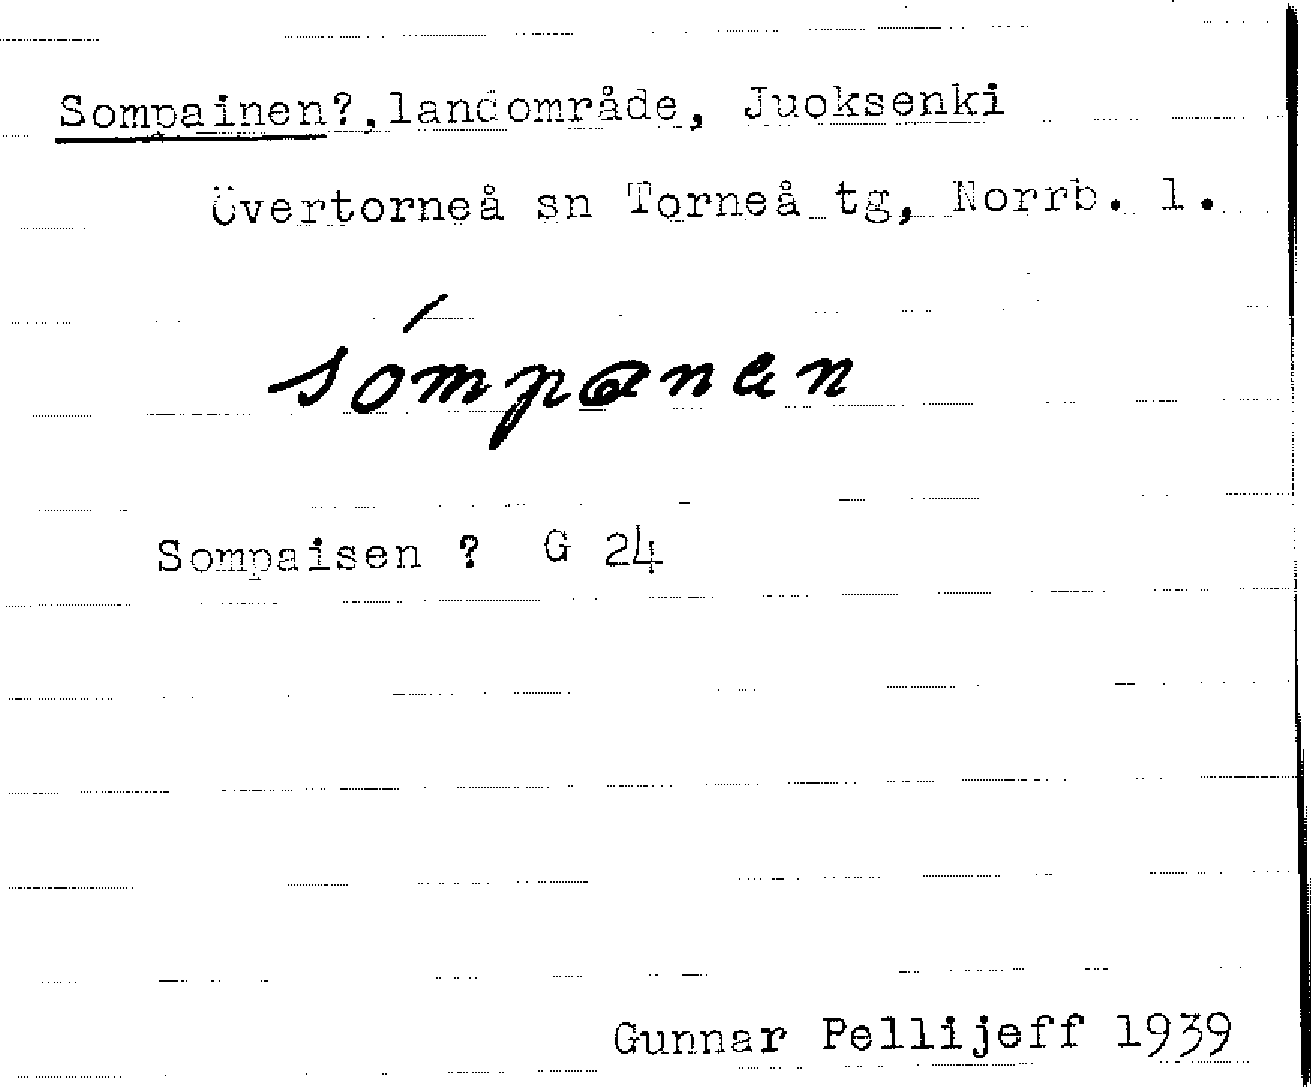 Sompainen?, landområde, Juoksenki
Övertorneå sn Torneå tg, Norrb. l.
sómpanen
Sompaisen ? G 24
Gunnar Pellijeff 1939